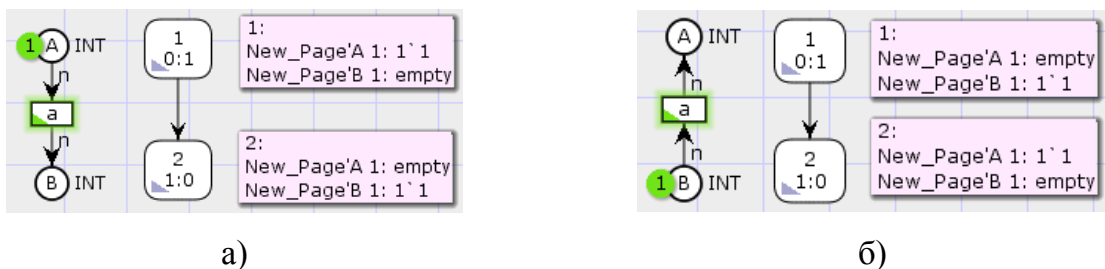 1 A INT
n
a
n
B INT
1
0:1
2
1:0
1:
New_Page'A 1: 1`1
New_Page'B 1: empty
2:
New_Page'A 1: empty
New_Page'B 1: 1`1
а)
A INT
n
a
n
1 B INT
1
0:1
2
1:0
1:
New_Page'A 1: empty
New_Page'B 1: 1`1
2:
New_Page'A 1: 1`1
New_Page'B 1: empty
б)